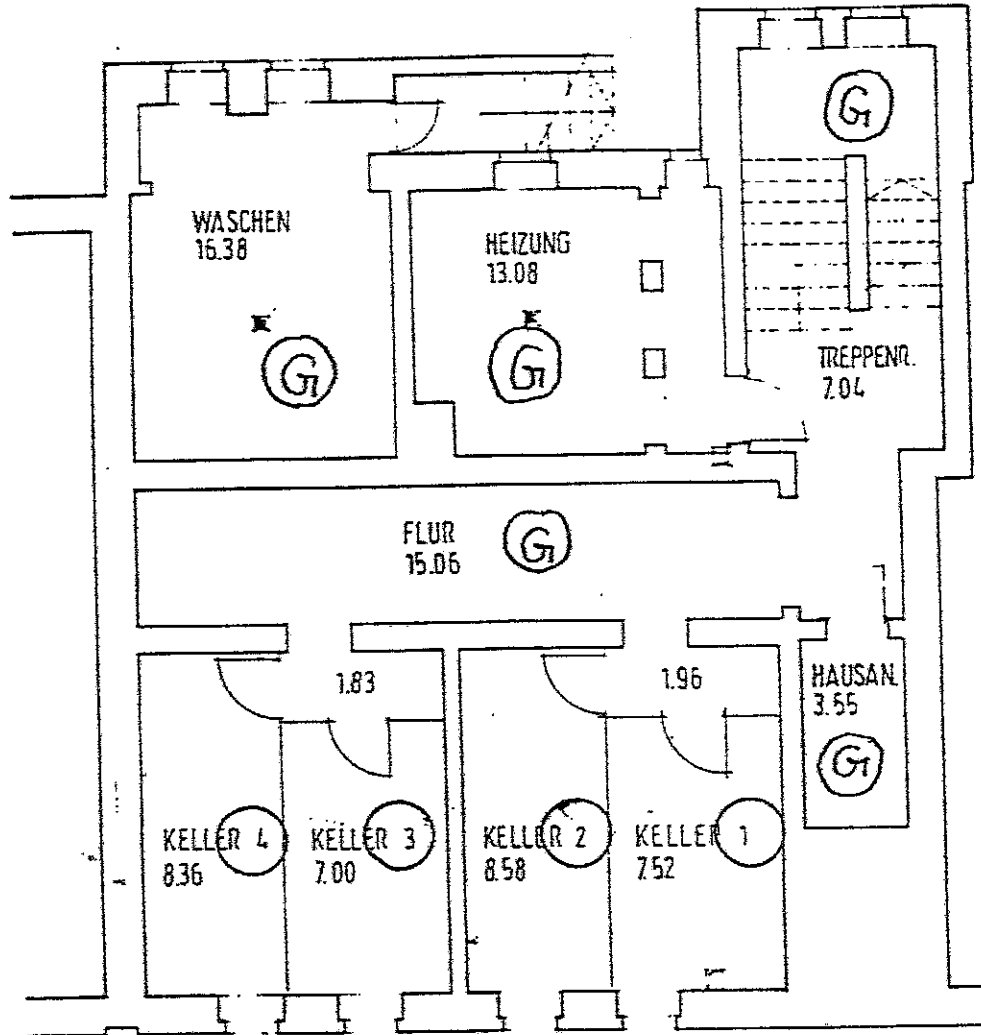 G
WASCHEN
16.38
G
HEIZUNG
13.08
G
TREPPENR.
7.04
FLUR
15.06
G
1.83
1.96
HAUSAN.
3.55
G
KELLER 4
8.36
KELLER 3
7.00
KELLER 2
8.58
KELLER 1
7.52